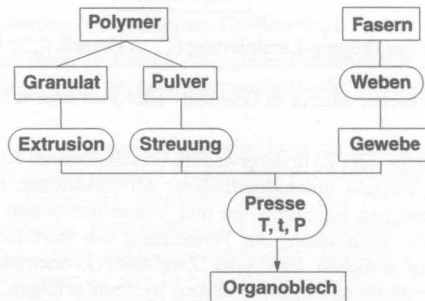 Polymer
Fasern
Granulat
Pulver
Weben
Extrusion
Streuung
Gewebe
Presse
T, t, P
Organoblech